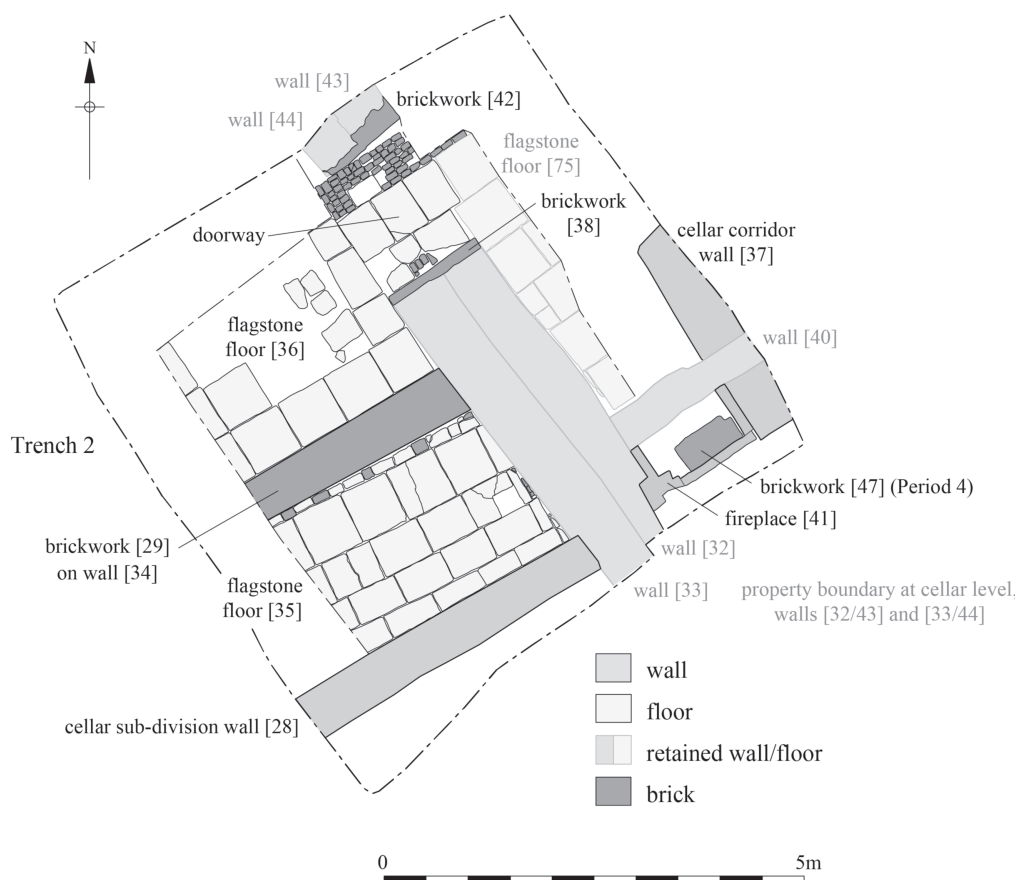 N
wall [43]
brickwork [42]
wall [44]
flagstone
floor [75]
brickwork
[38]
doorway
cellar corridor
wall [37]
flagstone
floor [36]
wall [40]
Trench 2
brickwork [47] (Period 4)
fireplace [41]
brickwork [29]
on wall [34]
wall [32]
flagstone
floor [35]
wall [33]
property boundary at cellar level,
walls [32/43] and [33/44]
cellar sub-division wall [28]
wall
floor
retained wall/floor
brick
0
5m